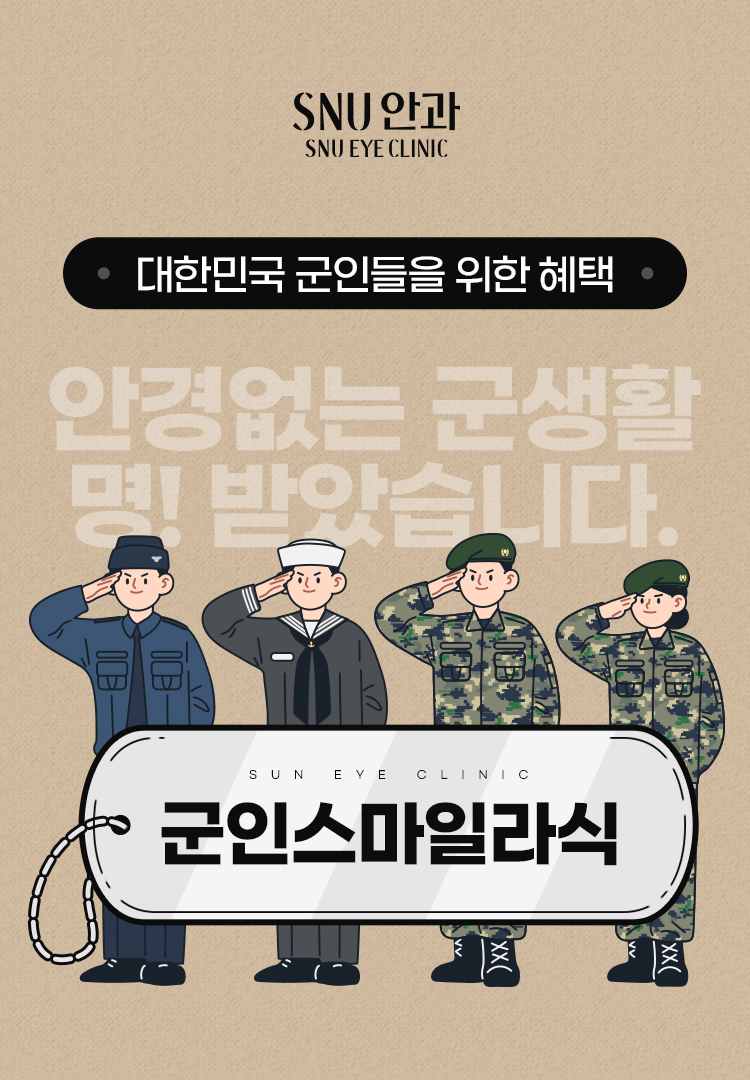 SNU 안과
SNU EYE CLINIC
대한민국 군인들을 위한 혜택
안경없는 군생활
명! 받았습니다.
SUN EYE CLINIC
군인스마일라식